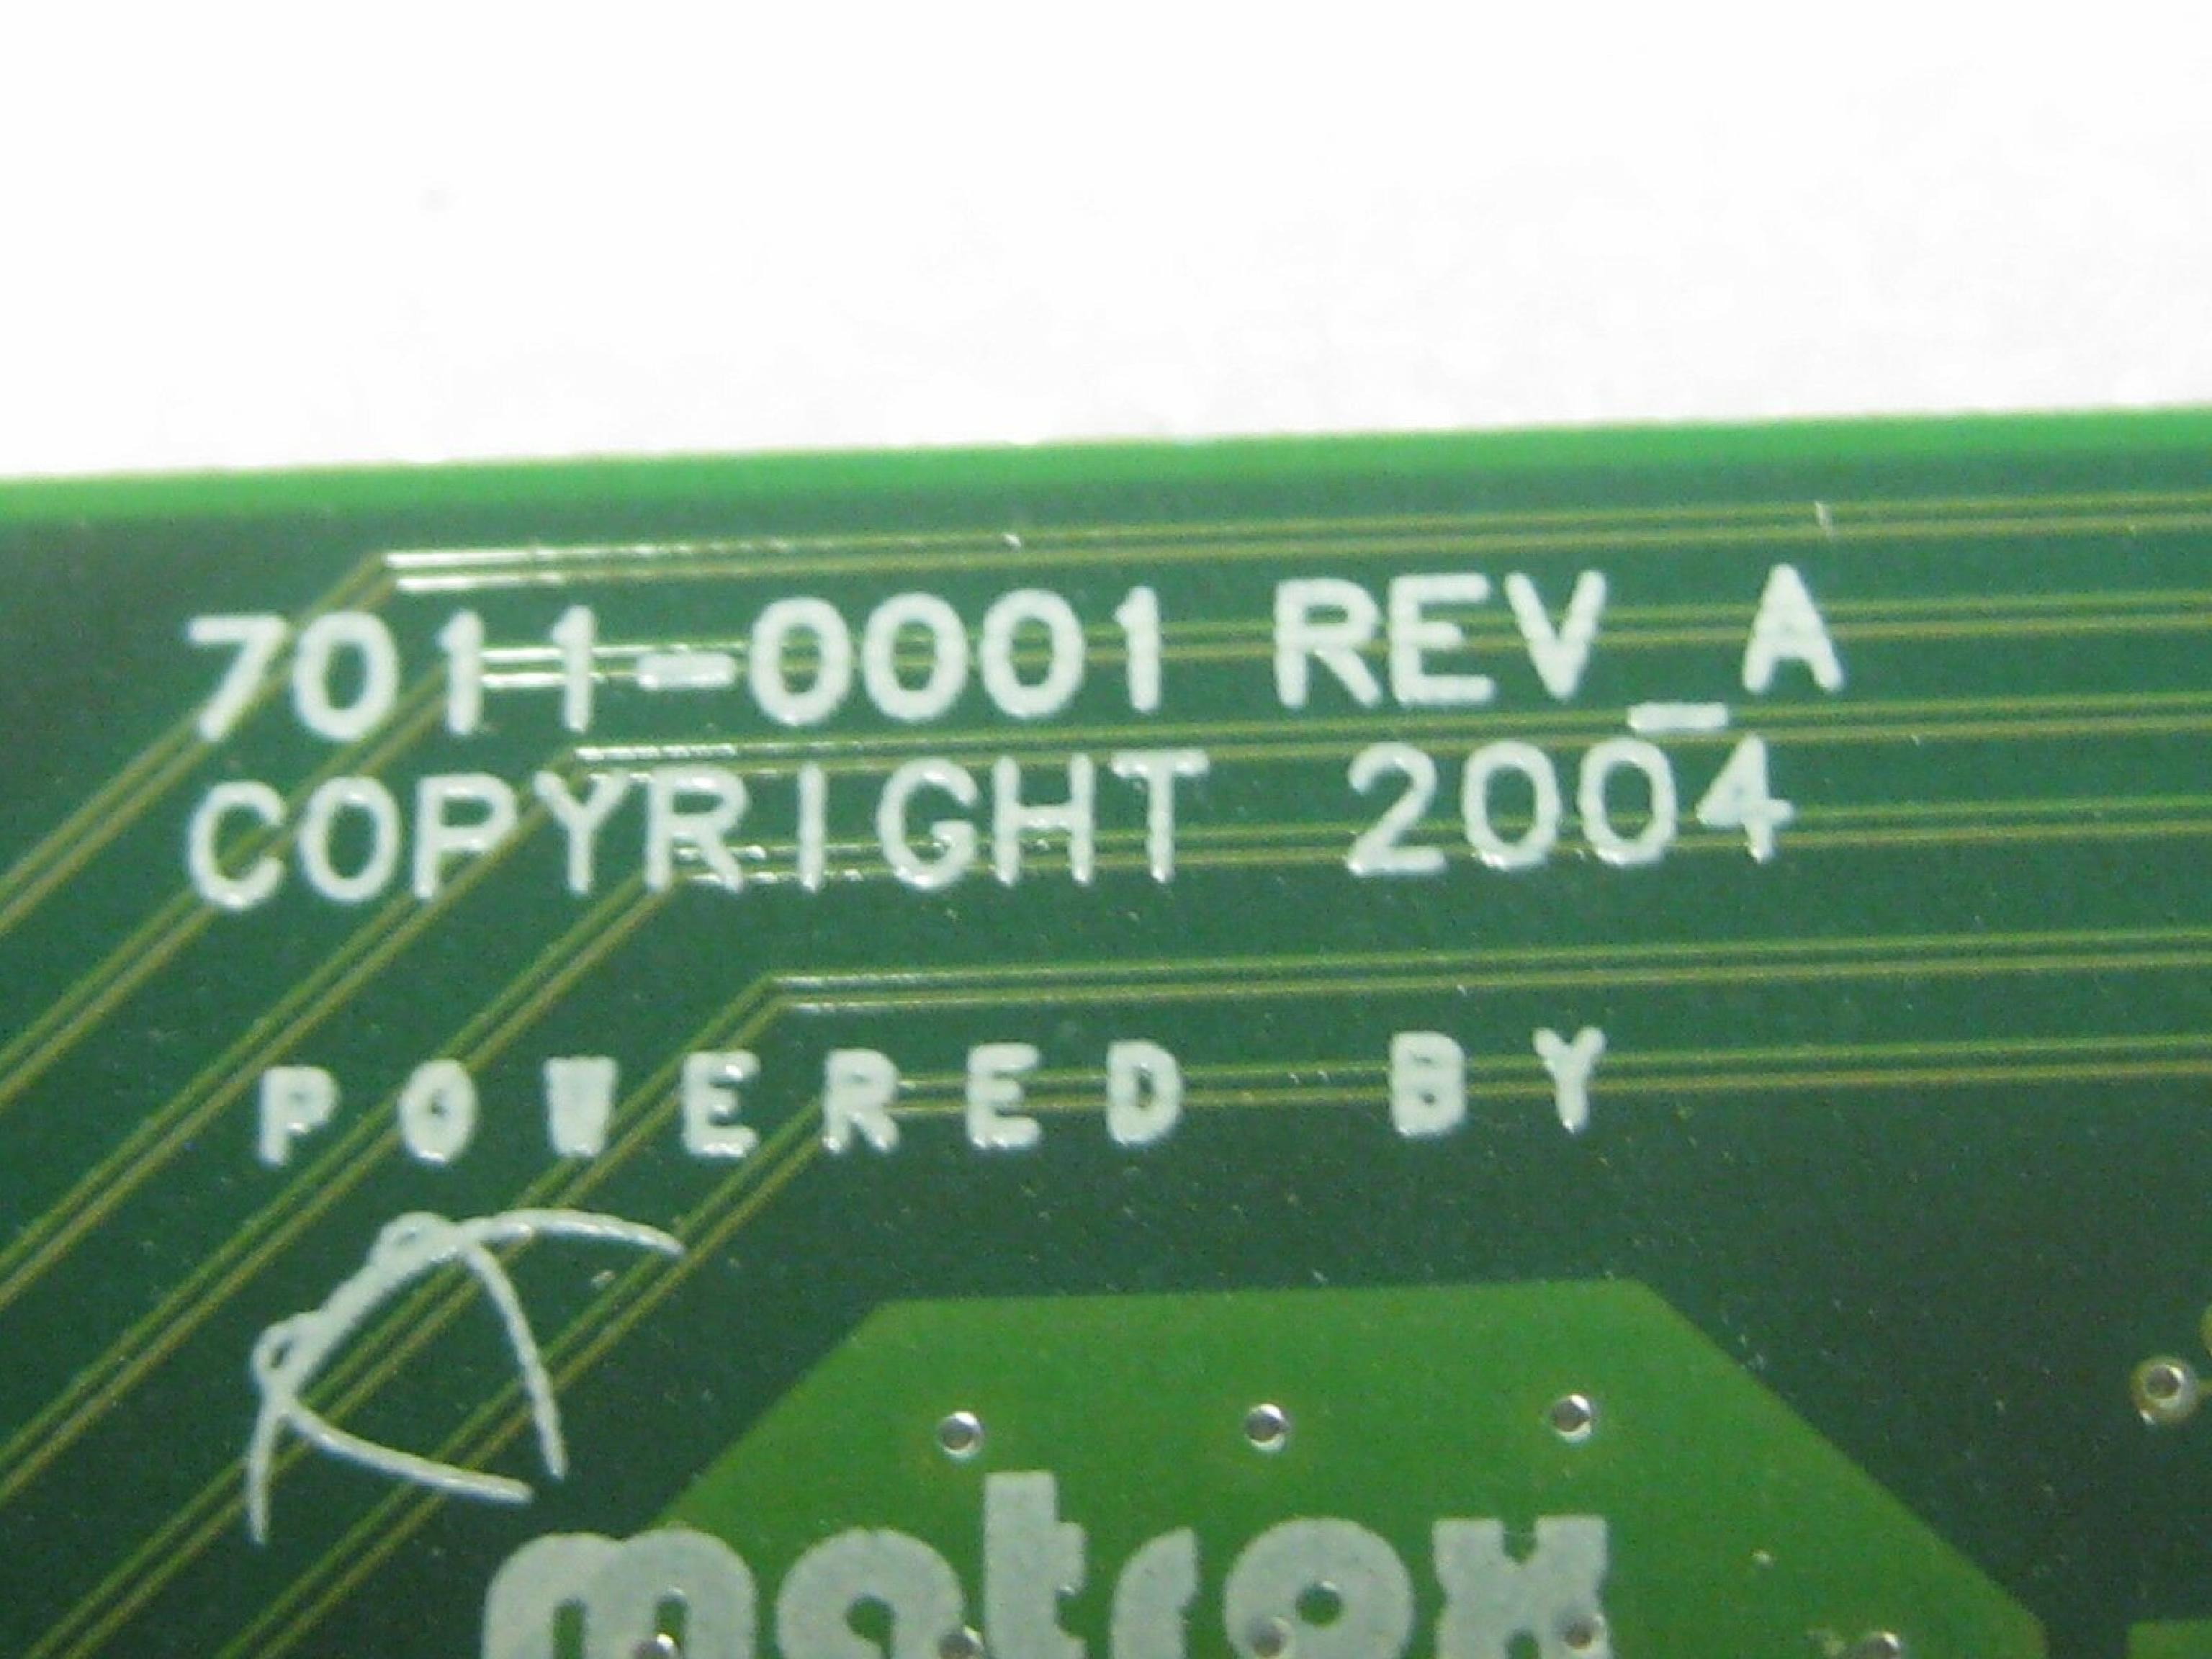 7011-0001 REV_A
COPYRIGHT 2004
POWERED BY
matrox